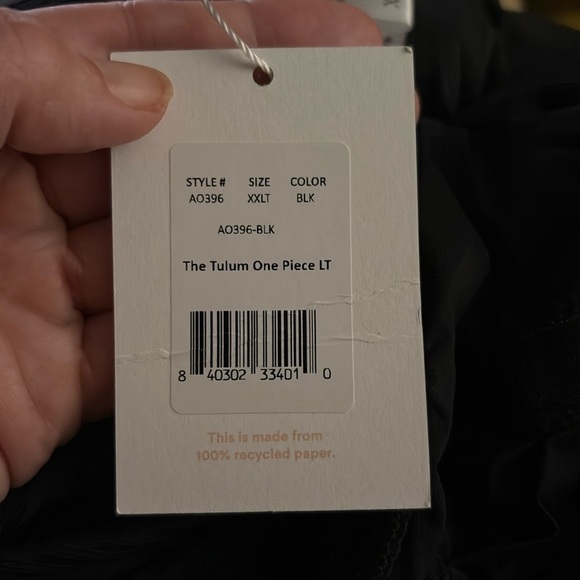 STYLE # SIZE COLOR
AO396 XXLT BLK
AO396-BLK
The Tulum One Piece LT
8 40302 33401 0
This is made from
100% recycled paper.